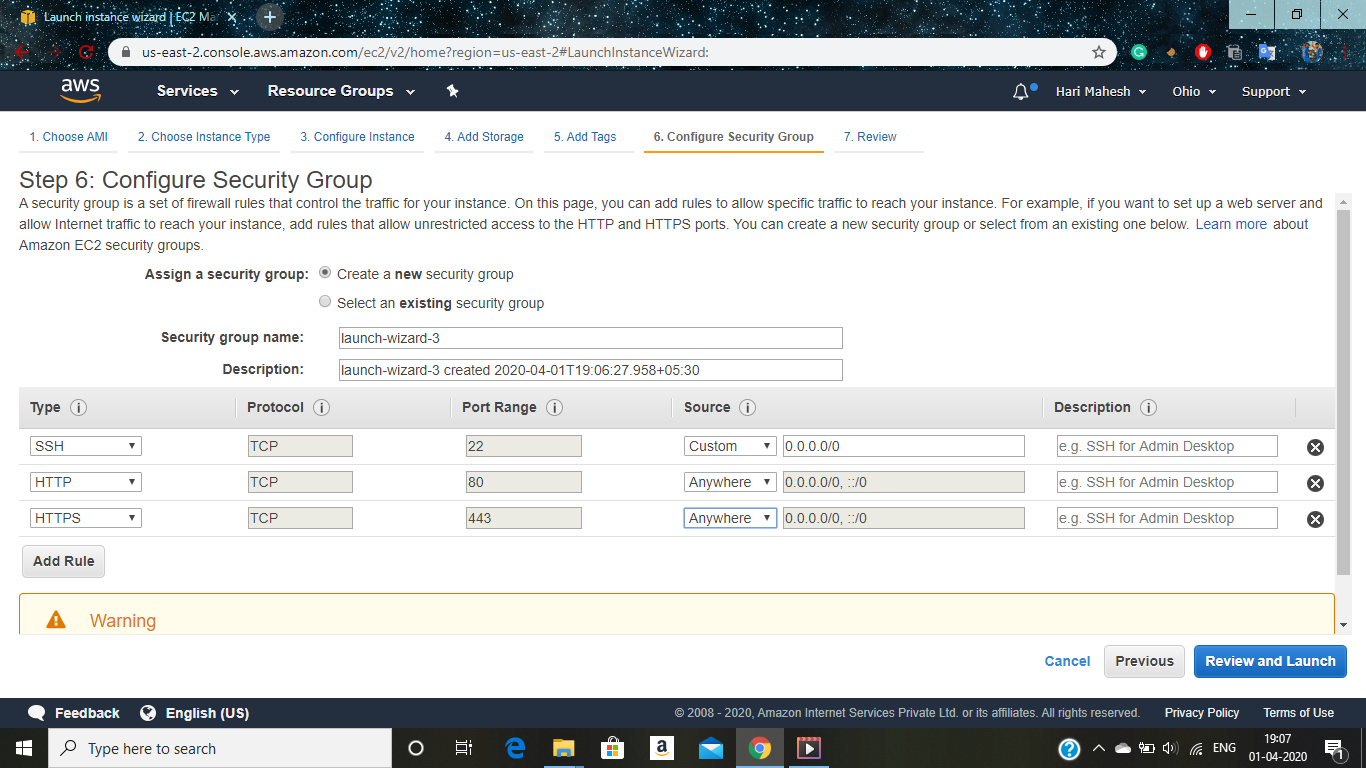 Launch instance wizard | EC2 Ma
us-east-2.console.aws.amazon.com/ec2/v2/home?region=us-east-2#LaunchInstanceWizard:
aws Services Resource Groups Hari Mahesh Ohio Support
1. Choose AMI 2. Choose Instance Type 3. Configure Instance 4. Add Storage 5. Add Tags 6. Configure Security Group 7. Review
Step 6: Configure Security Group
A security group is a set of firewall rules that control the traffic for your instance. On this page, you can add rules to allow specific traffic to reach your instance. For example, if you want to set up a web server and
allow Internet traffic to reach your instance, add rules that allow unrestricted access to the HTTP and HTTPS ports. You can create a new security group or select from an existing one below. Learn more about
Amazon EC2 security groups.
Assign a security group: Create a new security group
Select an existing security group
Security group name: launch-wizard-3
Description: launch-wizard-3 created 2020-04-01T19:06:27.958+05:30
Type i Protocol i Port Range i Source i Description i
SSH TCP 22 Custom 0.0.0.0/0 e.g. SSH for Admin Desktop
HTTP TCP 80 Anywhere 0.0.0.0/0, ::/0 e.g. SSH for Admin Desktop
HTTPS TCP 443 Anywhere 0.0.0.0/0, ::/0 e.g. SSH for Admin Desktop
Add Rule
Warning
Cancel Previous Review and Launch
Feedback English (US) © 2008 - 2020, Amazon Internet Services Private Ltd. or its affiliates. All rights reserved. Privacy Policy Terms of Use
Type here to search ENG 19:07
01-04-2020 1